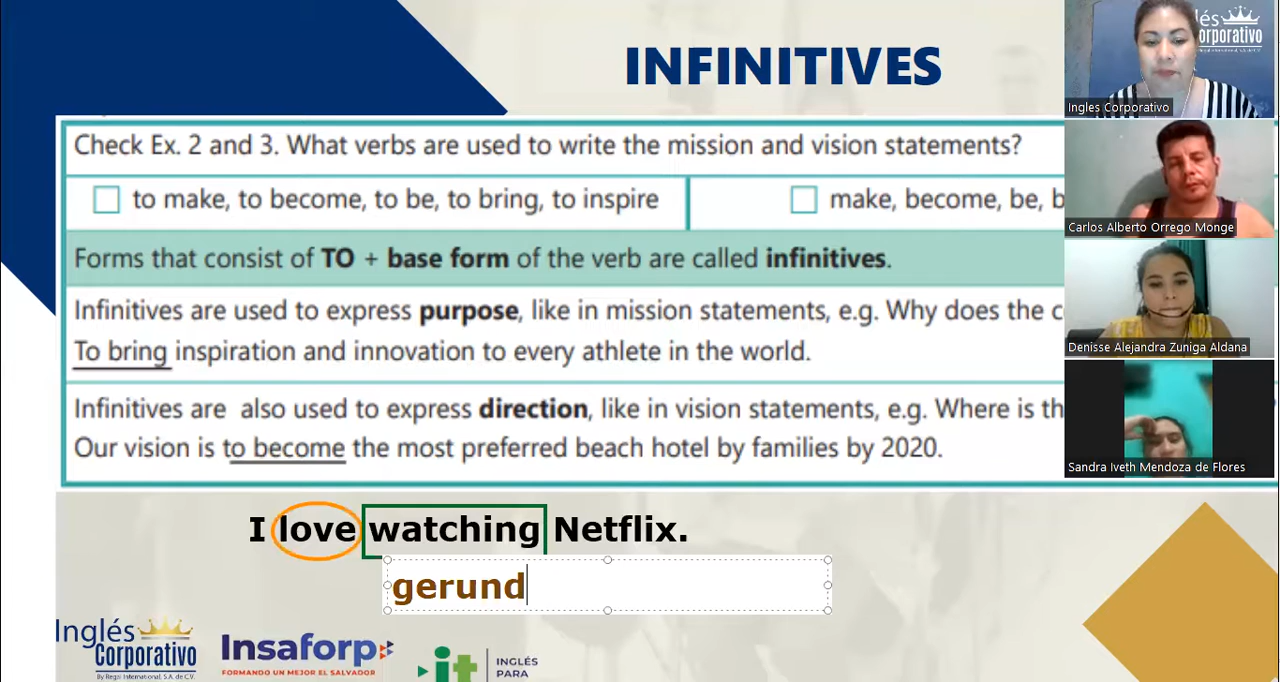 INFINITIVES
Check Ex. 2 and 3. What verbs are used to write the mission and vision statements?
to make, to become, to be, to bring, to inspire
make, become, be, b
Forms that consist of TO + base form of the verb are called infinitives.
Infinitives are used to express purpose, like in mission statements, e.g. Why does the c
To bring inspiration and innovation to every athlete in the world.
Infinitives are also used to express direction, like in vision statements, e.g. Where is th
Our vision is to become the most preferred beach hotel by families by 2020.
I love watching Netflix.
gerund
Inglés
Corporativo
By Regal International, S.A. de C.V.
Insaforp
FORMANDO UN MEJOR EL SALVADOR
it
INGLÉS
PARA
lés
orporativo
Ingles Corporativo
Carlos Alberto Orrego Monge
Denisse Alejandra Zuniga Aldana
Sandra Iveth Mendoza de Flores